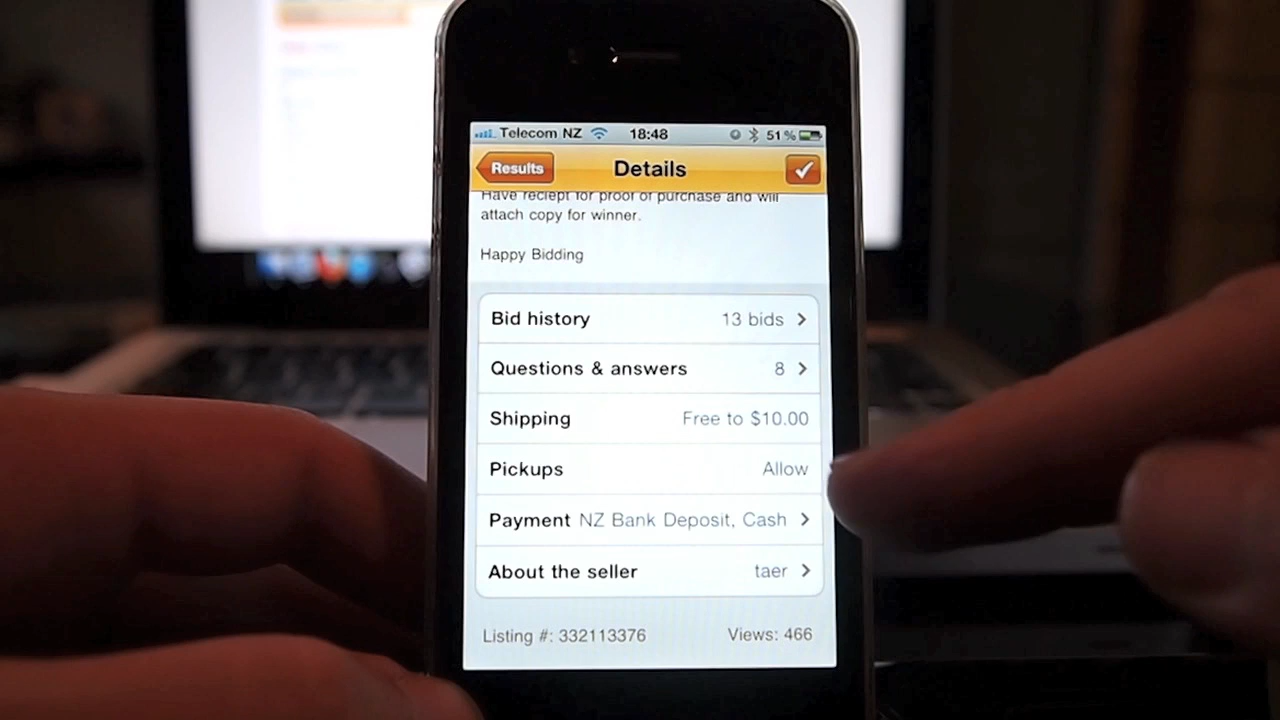 Telecom NZ 18:48 51%
Results Details
Have reciept for proof of purchase and will
attach copy for winner.
Happy Bidding
Bid history 13 bids
Questions & answers 8
Shipping Free to $10.00
Pickups Allow
Payment NZ Bank Deposit, Cash
About the seller taer
Listing #: 332113376 Views: 466